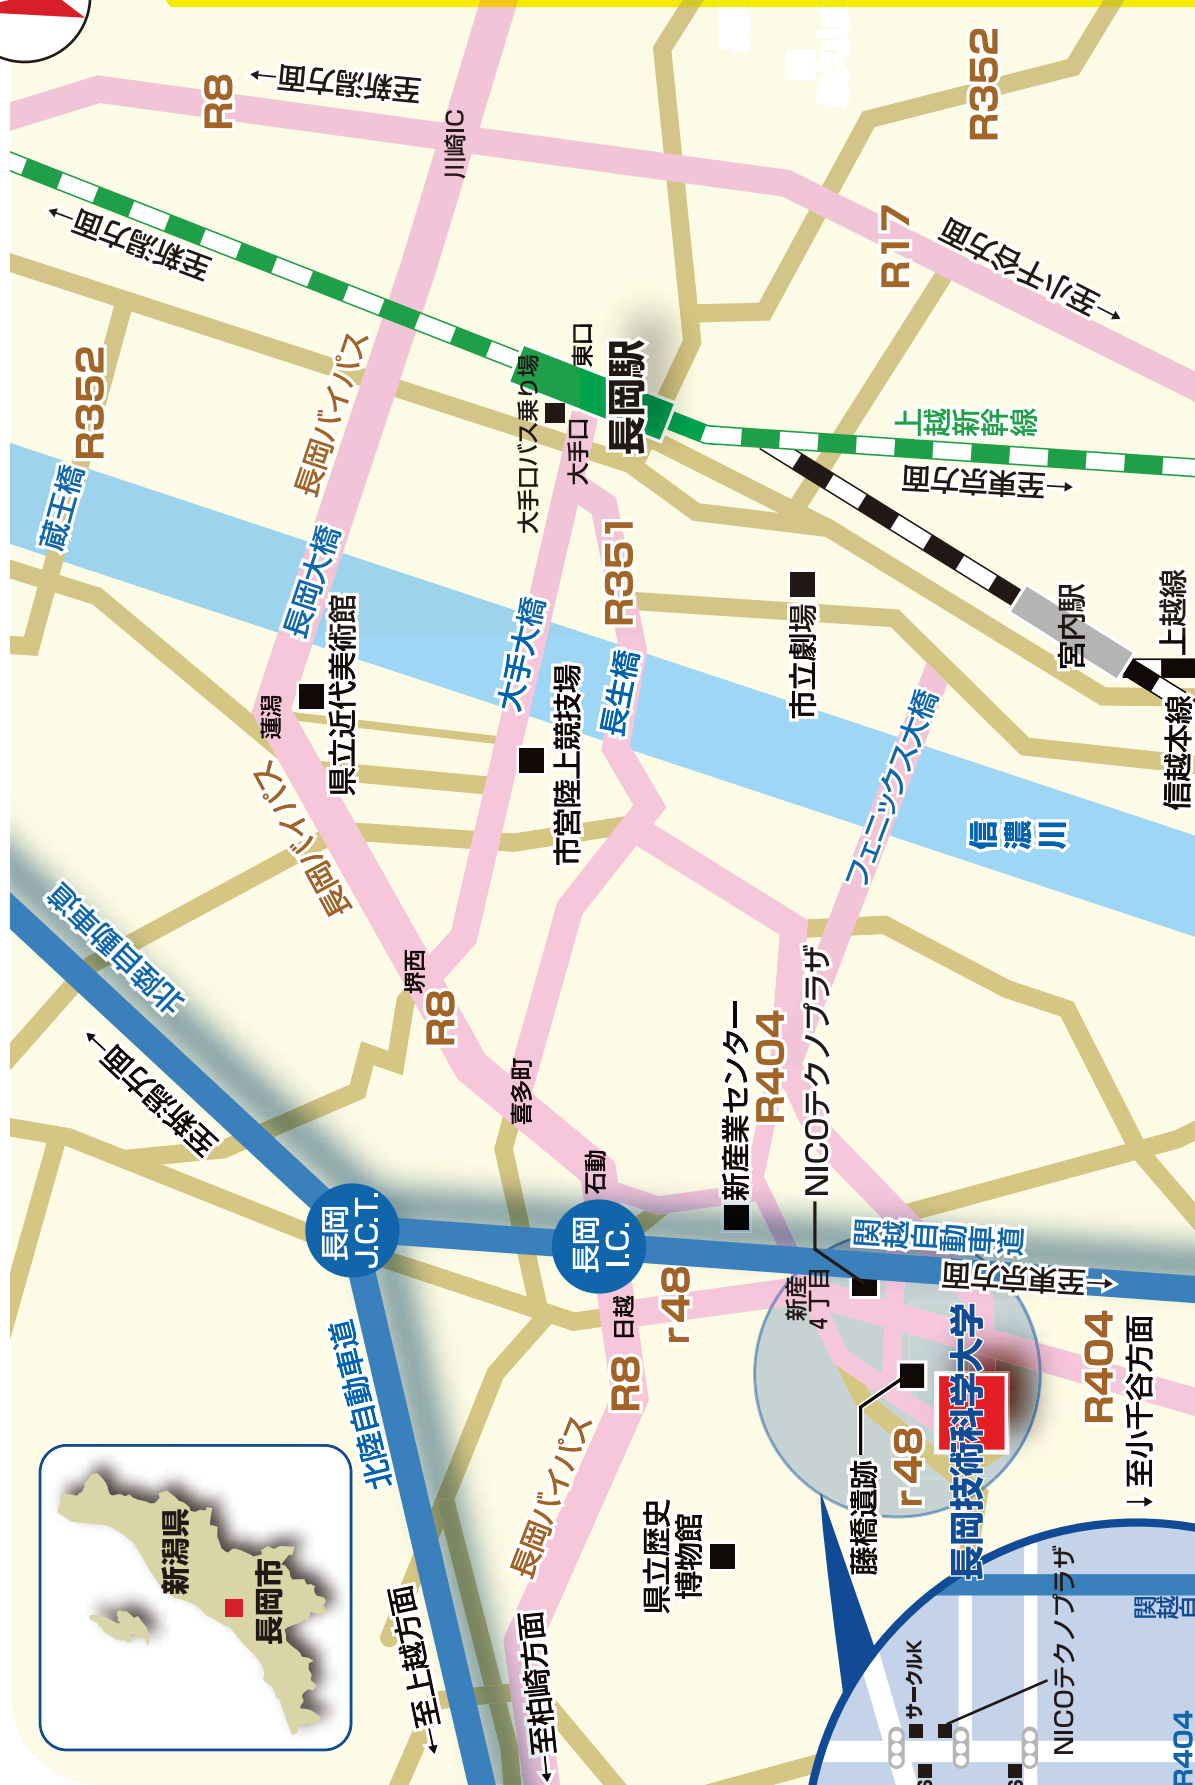 R8
至新潟方面
川崎IC
R352
R17
至小千谷方面
至新潟方面
R352
蔵王橋
長岡バイパス
長岡大橋
県立近代美術館
蓮潟
長岡バイパス
大手口バス乗り場
東口
大手口
長岡駅
上越新幹線
至東京方面
R351
大手大橋
長生橋
市営陸上競技場
市立劇場
宮内駅
上越線
信越本線
フェニックス大橋
信濃川
北陸自動車道
至新潟方面
堺西
R8
喜多町
石動
新産業センター
R404
NICOテクノプラザ
長岡
J.C.T.
長岡
I.C.
日越
r48
新産
4丁目
関越自動車道
至東京方面
R8
長岡バイパス
北陸自動車道
県立歴史
博物館
藤橋遺跡
r48
長岡技術科学大学
R404
至小千谷方面
至上越方面
至柏崎方面
新潟県
長岡市
サークルK
NICOテクノプラザ
関越自
R404